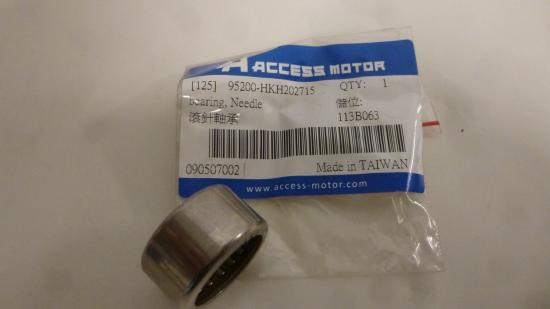 ACCESS MOTOR
[125] 95200-HKH202715 QTY: 1
bearing, Needle 儲位:
滾針軸承 113B063
090507002 Made in TAIWAN
www.access-motor.com